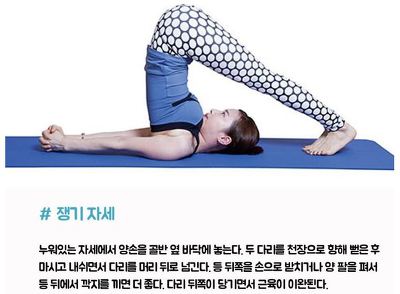 # 쟁기 자세
누워있는 자세에서 양손을 골반 옆 바닥에 놓는다. 두 다리를 천장으로 향해 뻗은 후
마시고 내쉬면서 다리를 머리 뒤로 넘긴다. 등 뒤쪽을 손으로 받치거나 양 팔을 펴서
등 뒤에서 깍지를 끼면 더 좋다. 다리 뒤쪽이 당기면서 근육이 이완된다.